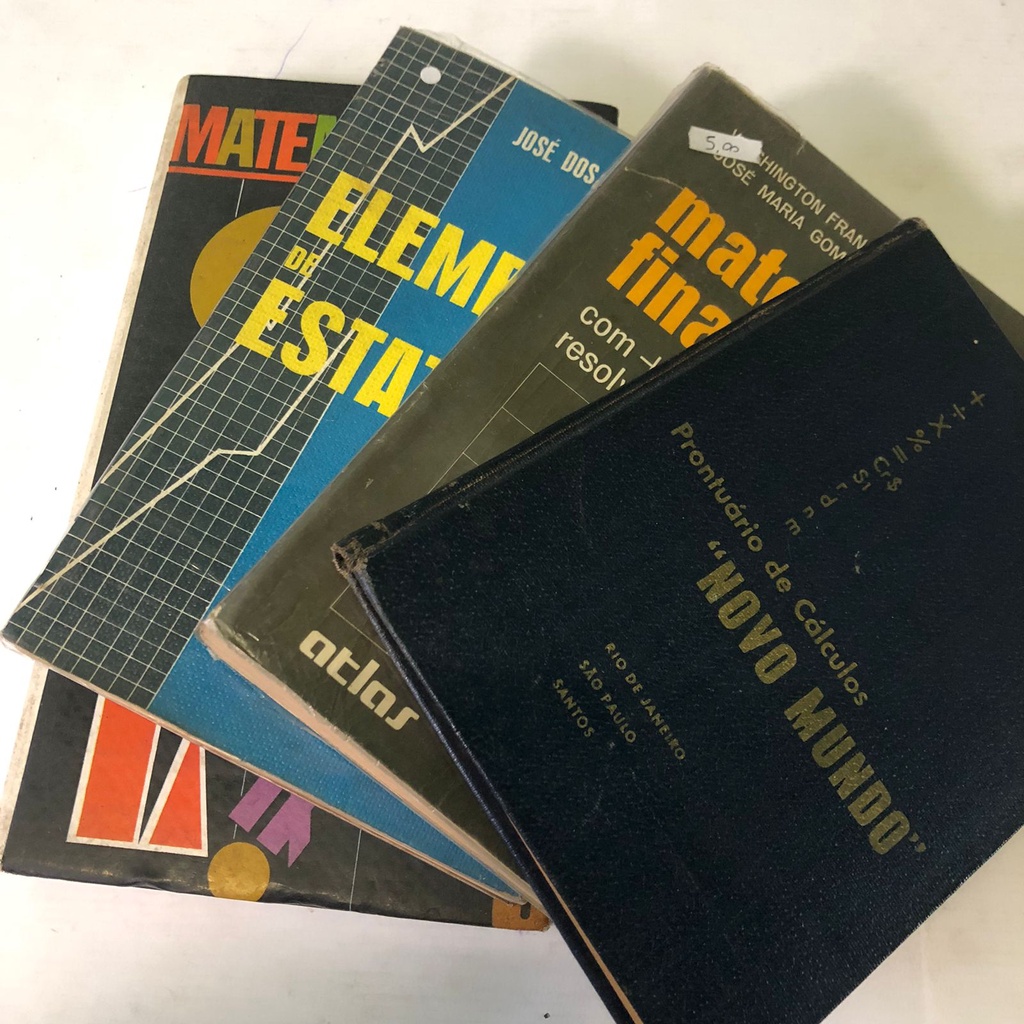 MATE
JOSÉ DOS
ELEME
DE
ESTA
5,00
HINGTON FRAN
JOSÉ MARIA GOM
mate
fina
com
resol
atlas
+
÷
X
%
=
Cr$
Prontuário de Cálculos
"NOVO MUNDO"
RIO DE JANEIRO
SÃO PAULO
SANTOS